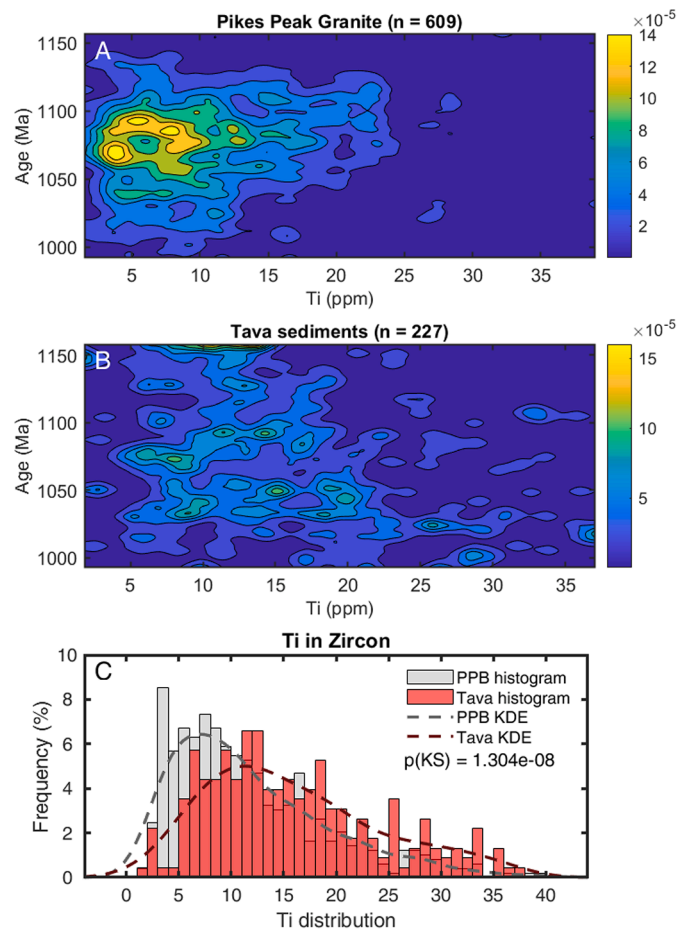 Pikes Peak Granite (n = 609)
×10-5
A
1150
1100
1050
1000
Age (Ma)
5 10 15 20 25 30 35
Ti (ppm)
14
12
10
8
6
4
2
Tava sediments (n = 227)
×10-5
B
1150
1100
1050
1000
Age (Ma)
5 10 15 20 25 30 35
Ti (ppm)
15
10
5
Ti in Zircon
C
10
8
6
4
2
0
Frequency (%)
PPB histogram
Tava histogram
PPB KDE
Tava KDE
p(KS) = 1.304e-08
0 5 10 15 20 25 30 35 40
Ti distribution